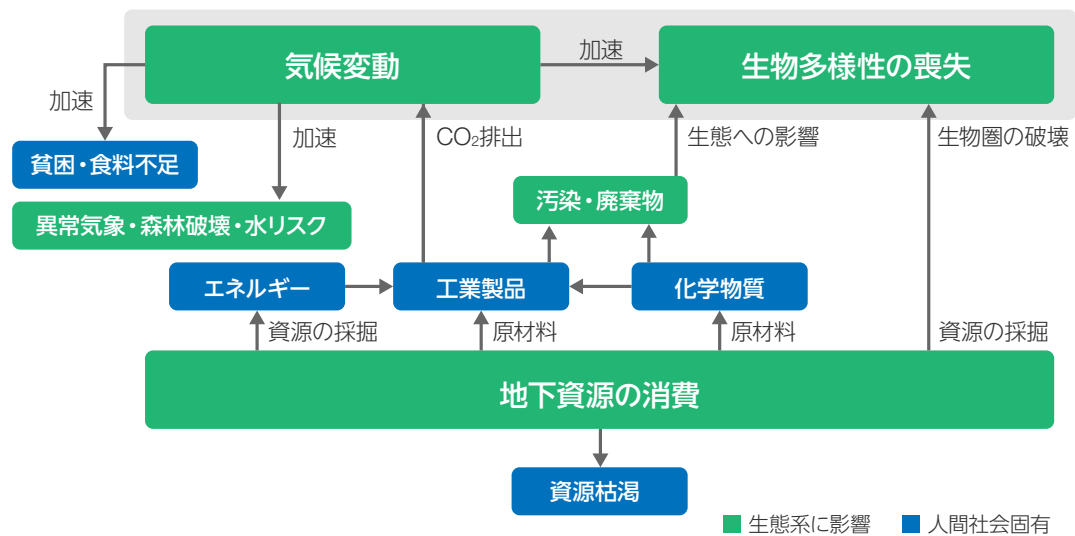 気候変動
加速
生物多様性の喪失
加速
加速
CO₂排出
生態への影響
生物圏の破壊
貧困・食料不足
汚染・廃棄物
異常気象・森林破壊・水リスク
エネルギー
工業製品
化学物質
資源の採掘
原材料
原材料
資源の採掘
地下資源の消費
資源枯渇
生態系に影響
人間社会固有